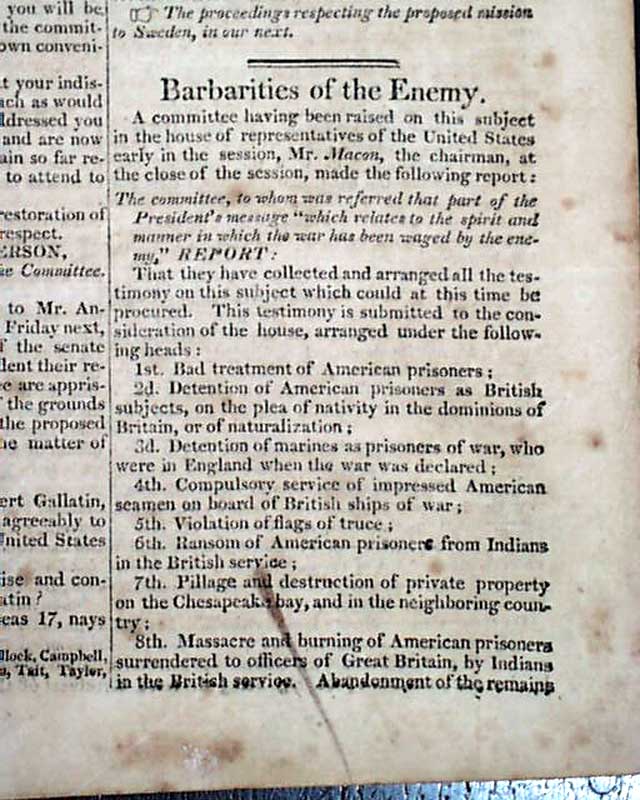 you will be
the commit-
own conveni-
t your indis-
ach as would
ddressed you
and are now
ain so far re-
to attend to
restoration of
respect.
ERSON,
he Committee.
to Mr. An-
Friday next,
f the senate
dent their re-
ee are appris-
the grounds
the proposed
he matter of
ert Gallatin,
agreeably to
United States
ise and con-
atin?
eas 17, nays
llock, Campbell,
n, Tait, Taylor,
☞ The proceedings respecting the proposed mission
to Sweden, in our next.
Barbarities of the Enemy.
A committee having been raised on this subject
in the house of representatives of the United States
early in the session, Mr. Macon, the chairman, at
the close of the session, made the following report:
The committee, to whom was referred that part of the
President's message "which relates to the spirit and
manner in which the war has been waged by the ene-
my," REPORT:
That they have collected and arranged all the tes-
timony on this subject which could at this time be
procured. This testimony is submitted to the con-
sideration of the house, arranged under the follow-
ing heads:
1st. Bad treatment of American prisoners;
2d. Detention of American prisoners as British
subjects, on the plea of nativity in the dominions of
Britain, or of naturalization;
3d. Detention of marines as prisoners of war, who
were in England when the war was declared;
4th. Compulsory service of impressed American
seamen on board of British ships of war;
5th. Violation of flags of truce;
6th. Ransom of American prisoners from Indians
in the British service;
7th. Pillage and destruction of private property
on the Chesapeake bay, and in the neighboring coun-
try;
8th. Massacre and burning of American prisoners
surrendered to officers of Great Britain, by Indians
in the British service. Abandonment of the remains